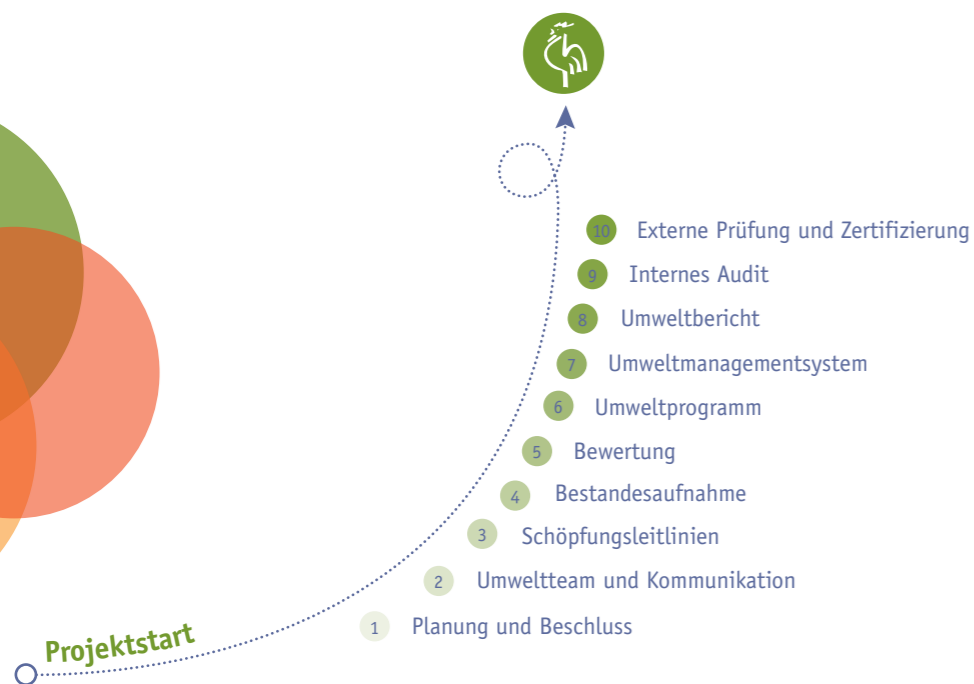 10 Externe Prüfung und Zertifizierung
9 Internes Audit
8 Umweltbericht
7 Umweltmanagementsystem
6 Umweltprogramm
5 Bewertung
4 Bestandesaufnahme
3 Schöpfungsleitlinien
2 Umweltteam und Kommunikation
1 Planung und Beschluss
Projektstart